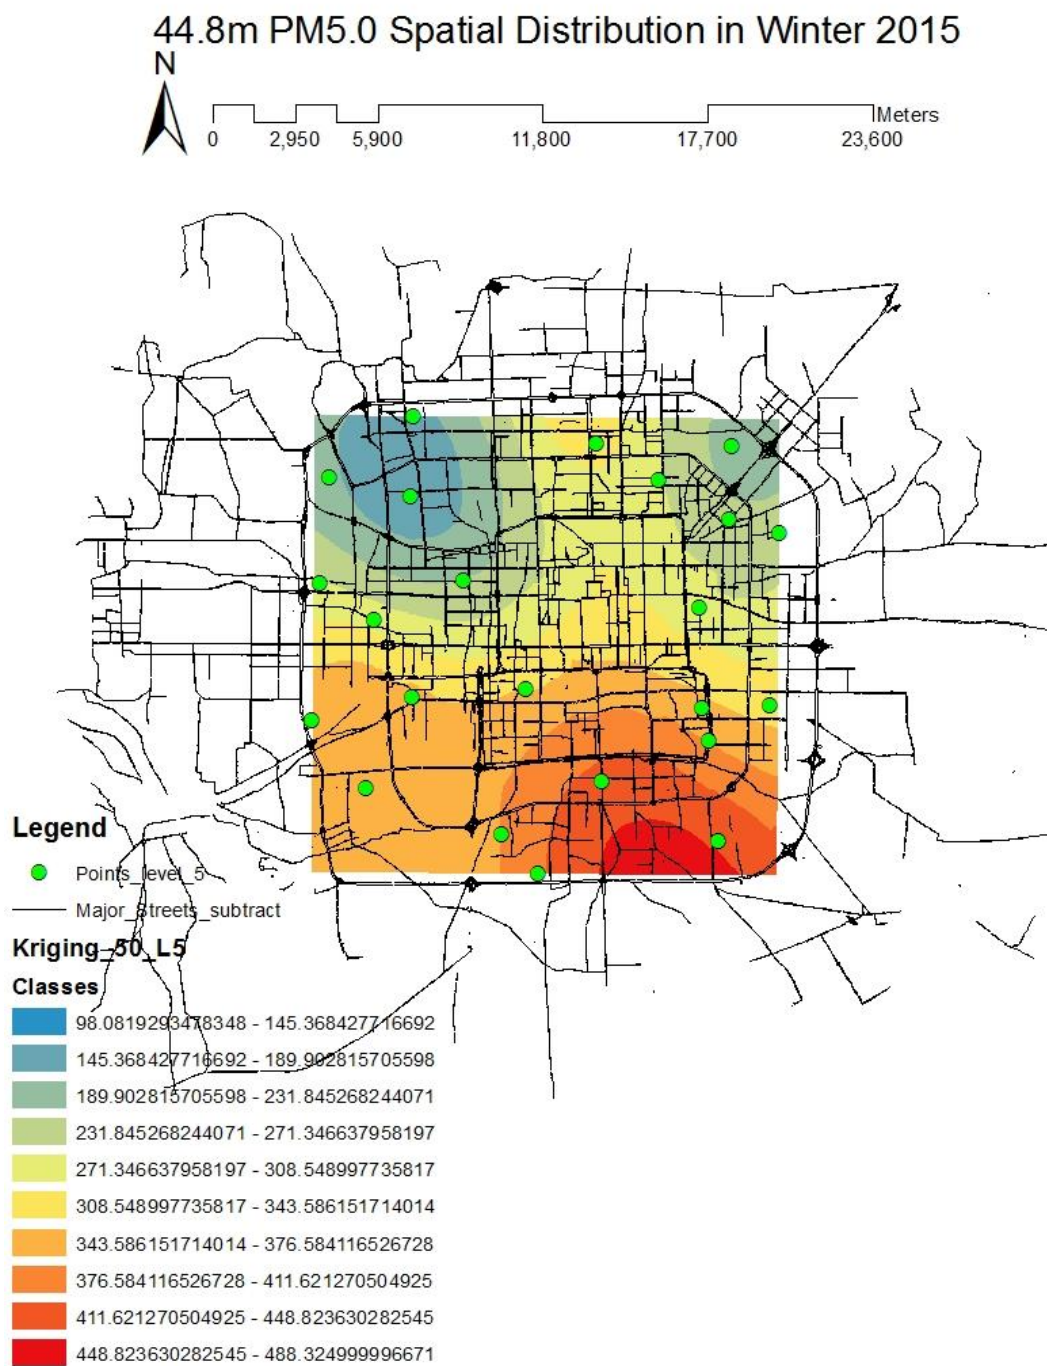 44.8m PM5.0 Spatial Distribution in Winter 2015
N
Meters
0 2,950 5,900 11,800 17,700 23,600
Legend
Points_level_5
Major_Streets_subtract
Kriging_50_L5
Classes
98.0819293478348 - 145.368427716692
145.368427716692 - 189.902815705598
189.902815705598 - 231.845268244071
231.845268244071 - 271.346637958197
271.346637958197 - 308.548997735817
308.548997735817 - 343.586151714014
343.586151714014 - 376.584116526728
376.584116526728 - 411.621270504925
411.621270504925 - 448.823630282545
448.823630282545 - 488.324999996671